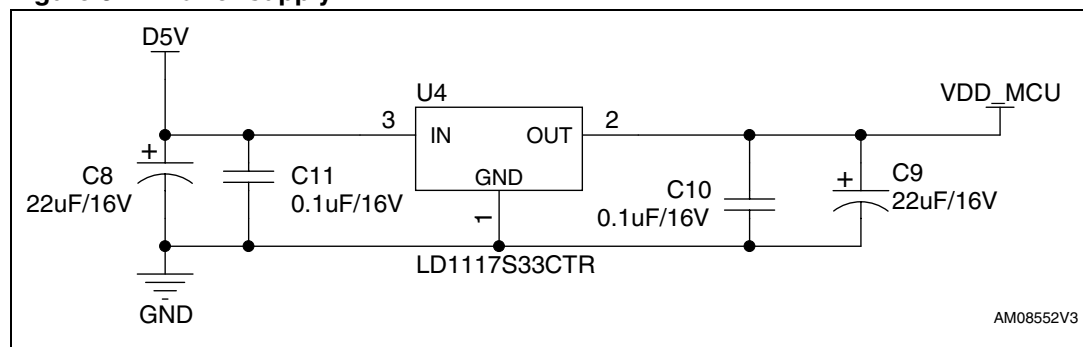 D5V
U4
VDD_MCU
3
IN
OUT
2
C8
22uF/16V
+
C11
0.1uF/16V
GND
1
C10
0.1uF/16V
+
C9
22uF/16V
LD1117S33CTR
GND
AM08552V3